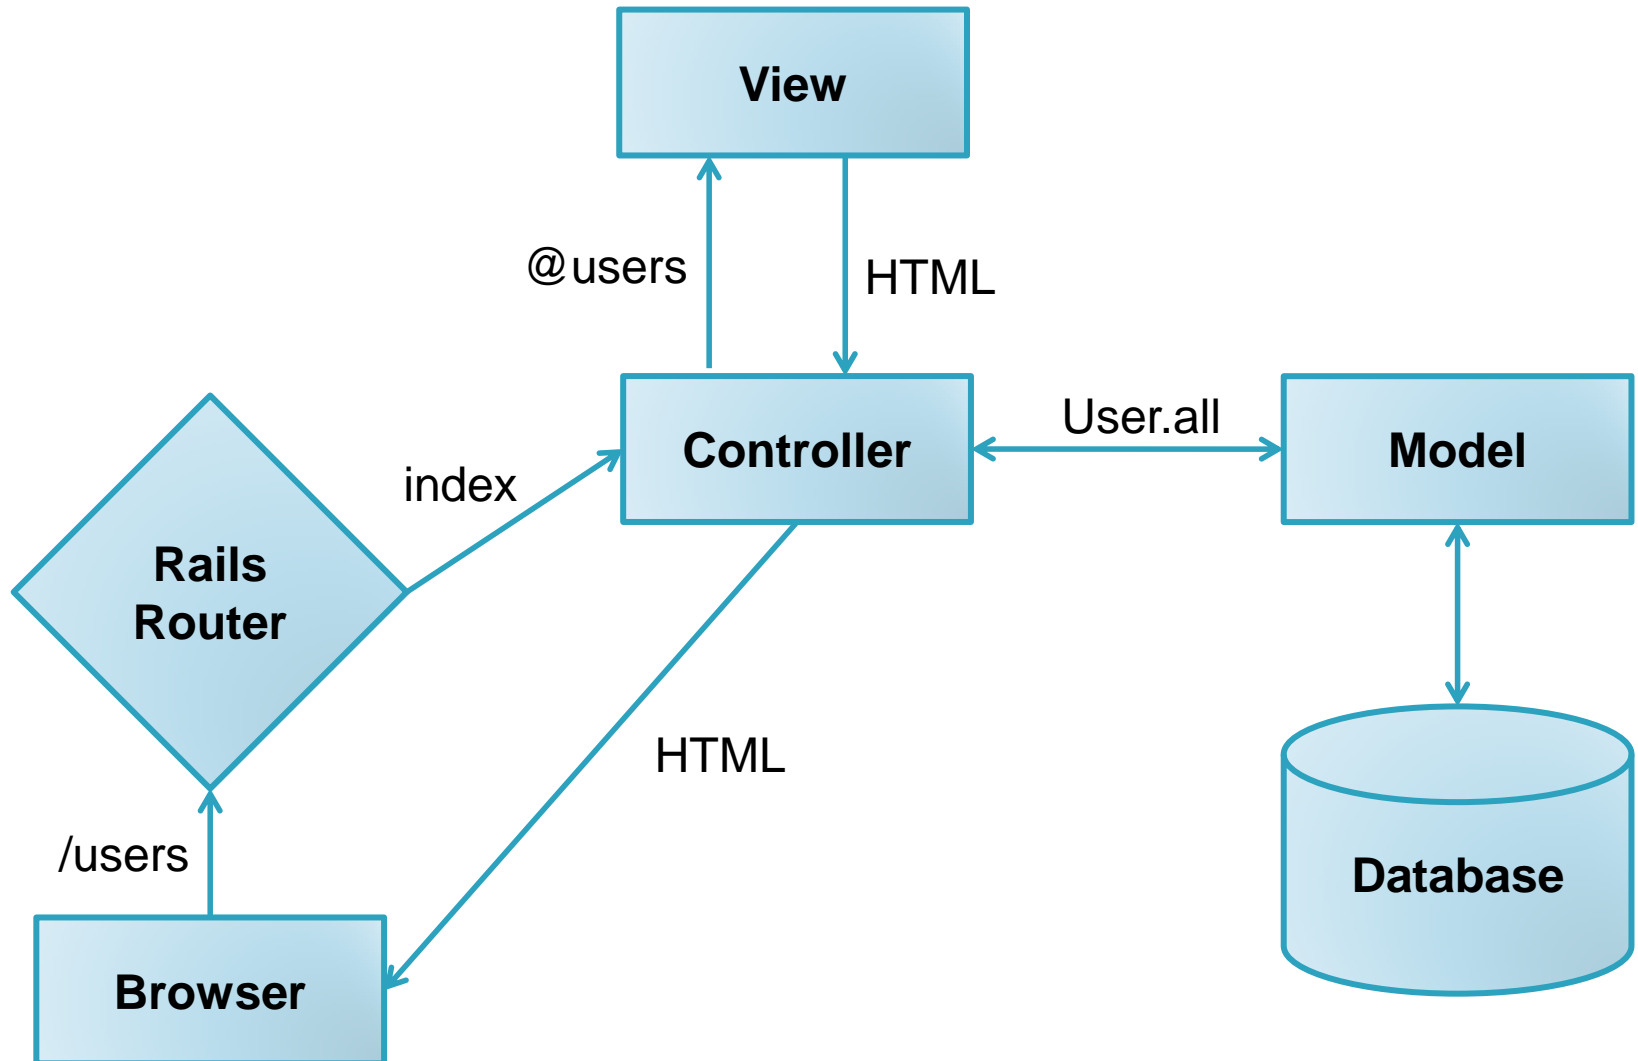 View
@users
HTML
User.all
Controller
Model
index
Rails
Router
HTML
/users
Database
Browser